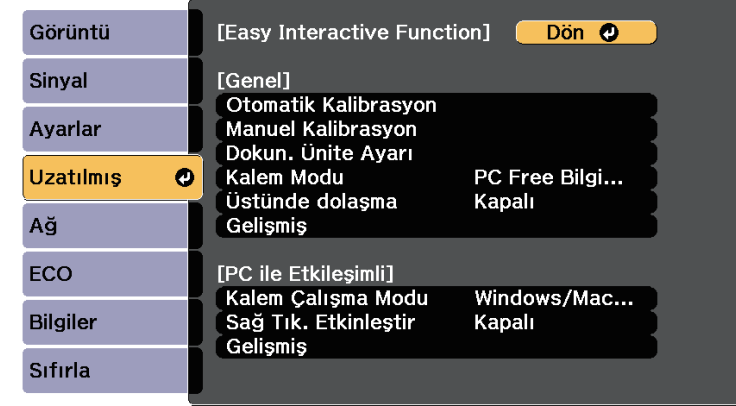 Görüntü
Sinyal
Ayarlar
Uzatılmış
Ağ
ECO
Bilgiler
Sıfırla
[Easy Interactive Function] Dön
[Genel]
Otomatik Kalibrasyon
Manuel Kalibrasyon
Dokun. Ünite Ayarı
Kalem Modu PC Free Bilgi...
Üstünde dolaşma Kapalı
Gelişmiş
[PC ile Etkileşimli]
Kalem Çalışma Modu Windows/Mac...
Sağ Tık. Etkinleştir Kapalı
Gelişmiş